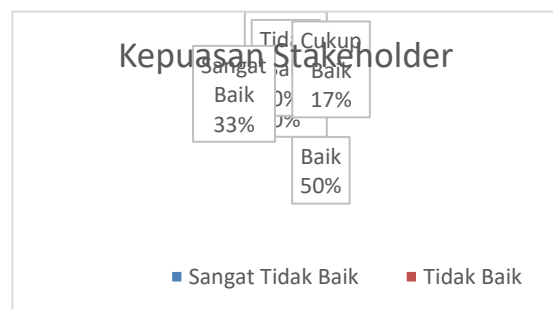 Kepuasan Stakeholder
Cukup
Baik
17%
Sangat
Baik
33%
Baik
50%
Sangat Tidak Baik
Tidak Baik